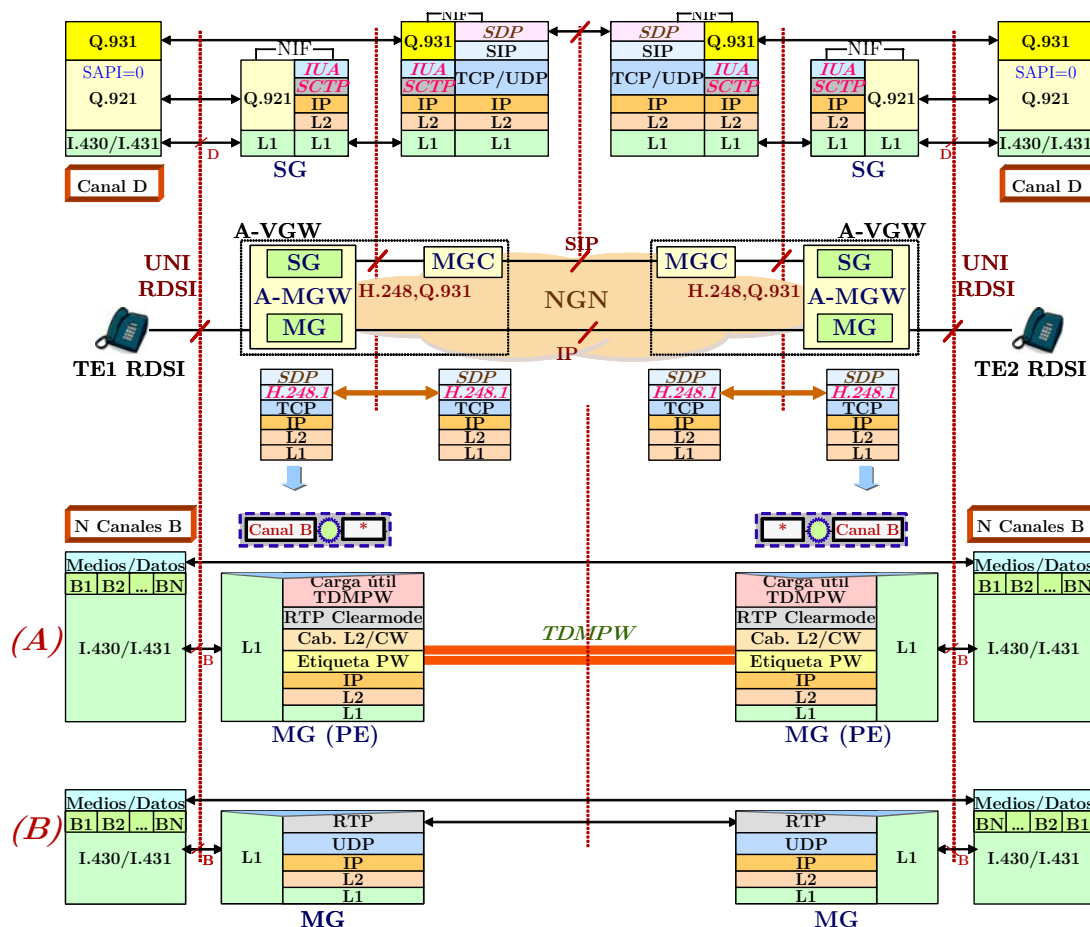 NIF
NIF
Q.931
Q.931
SDP
SDP
Q.931
Q.931
NIF
SIP
SIP
NIF
SAPI=0
Q.921
Q.921
IUA
SCTP
IP
L2
IUA
SCTP
IP
L2
TCP/UDP
IP
L2
TCP/UDP
IP
L2
IUA
SCTP
IP
L2
IUA
SCTP
IP
L2
Q.921
SAPI=0
Q.921
I.430/I.431
D
L1
L1
L1
L1
L1
L1
L1
L1
D
I.430/I.431
SG
SG
Canal D
Canal D
A-VGW
A-VGW
UNI
RDSI
SG
A-MGW
MG
MGC
H.248,Q.931
SIP
NGN
IP
MGC
H.248,Q.931
SG
A-MGW
MG
UNI
RDSI
TE1 RDSI
TE2 RDSI
SDP
H.248.1
TCP
IP
L2
L1
SDP
H.248.1
TCP
IP
L2
L1
SDP
H.248.1
TCP
IP
L2
L1
SDP
H.248.1
TCP
IP
L2
L1
N Canales B
Canal B
*
*
Canal B
N Canales B
(A)
Medios/Datos
B1 B2 ... BN
I.430/I.431
B
L1
Carga útil
TDMPW
RTP Clearmode
Cab. L2/CW
Etiqueta PW
IP
L2
L1
MG (PE)
TDMPW
Carga útil
TDMPW
RTP Clearmode
Cab. L2/CW
Etiqueta PW
IP
L2
L1
L1
MG (PE)
B
Medios/Datos
B1 B2 ... BN
I.430/I.431
(B)
Medios/Datos
B1 B2 ... BN
I.430/I.431
B
L1
RTP
UDP
IP
L2
L1
MG
RTP
UDP
IP
L2
L1
L1
MG
B
Medios/Datos
BN ... B2 B1
I.430/I.431